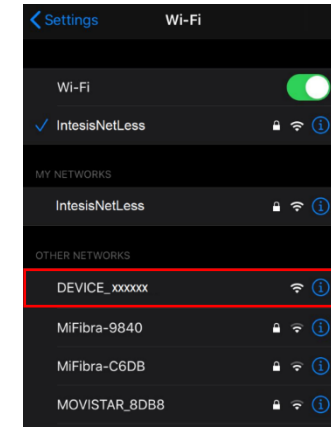 Settings Wi-Fi
Wi-Fi
IntesisNetLess
MY NETWORKS
IntesisNetLess
OTHER NETWORKS
DEVICE_xxxxxx
MiFibra-9840
MiFibra-C6DB
MOVISTAR_8DB8